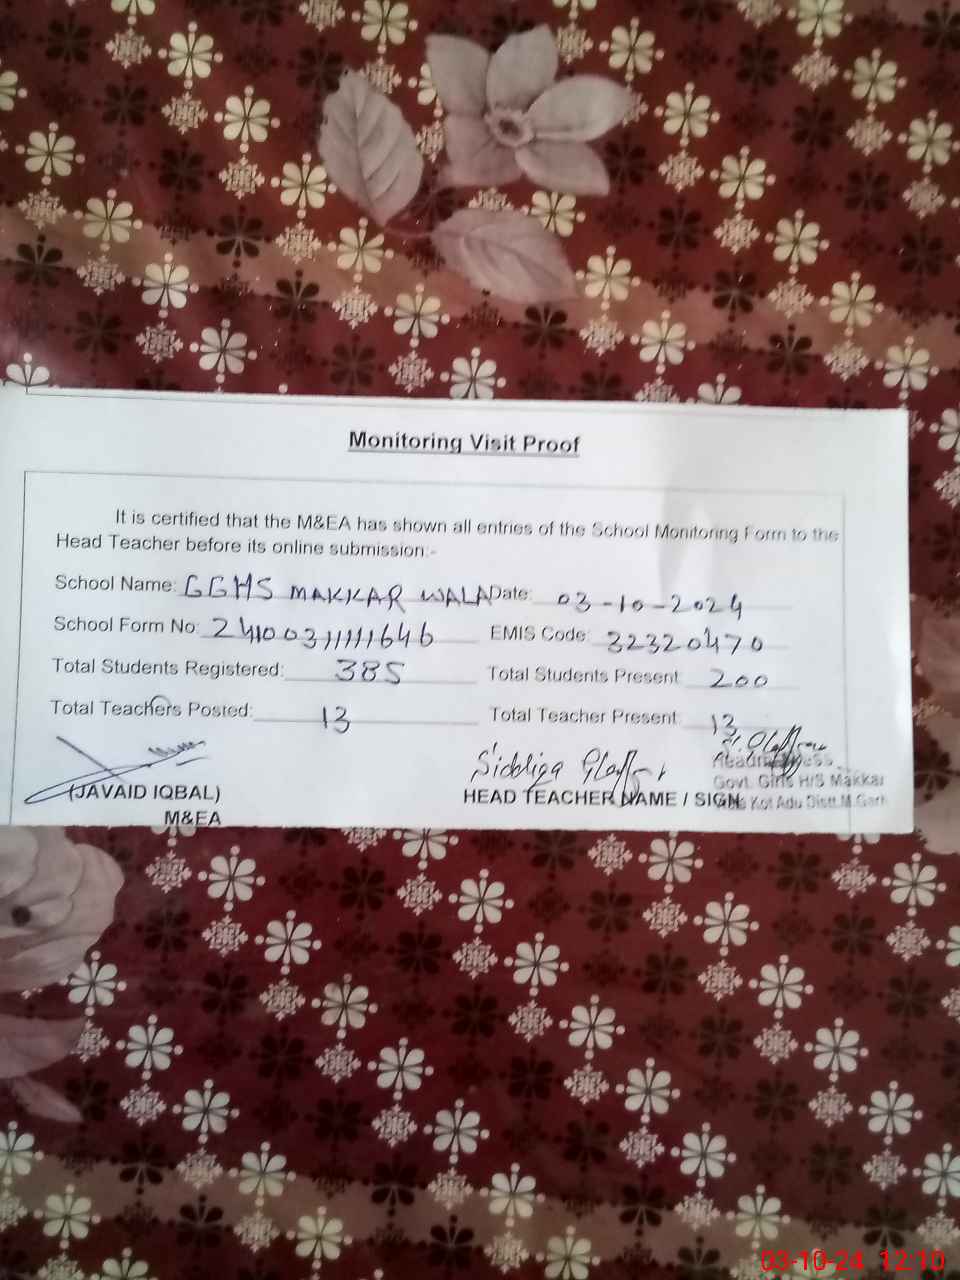 Monitoring Visit Proof
It is certified that the M&EA has shown all entries of the School Monitoring Form to the
Head Teacher before its online submission:-
School Name: GGHS MAKKAR WALA Date: 03-10-2024
School Form No: 2410031111646 EMIS Code: 32320470
Total Students Registered: 385 Total Students Present 200
Total Teachers Posted: 13 Total Teacher Present: 13
Siddiqa
Headmistress
(JAVAID IQBAL) Govt. Girls H/S Makkar
HEAD TEACHER NAME / SIGN Kot Adu Distt.M.Garh
M&EA
03-10-24 12:10